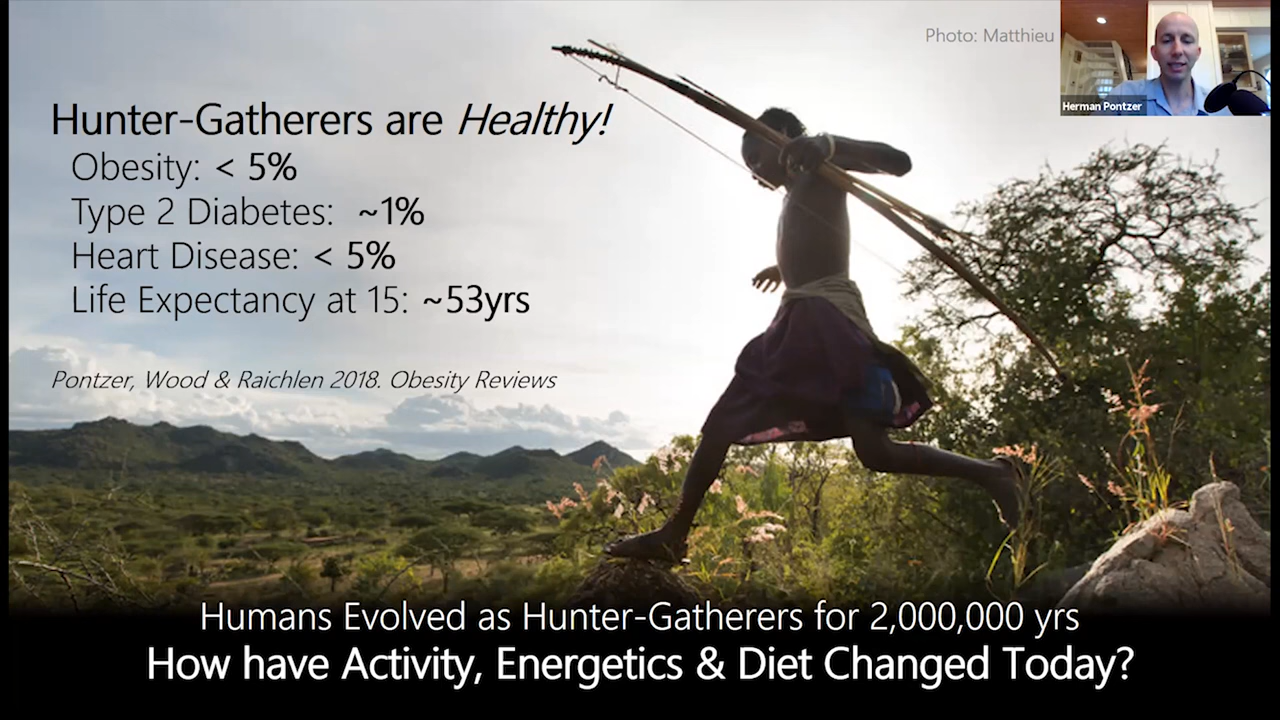 Photo: Matthieu
Herman Pontzer
Hunter-Gatherers are Healthy!
Obesity: < 5%
Type 2 Diabetes: ~1%
Heart Disease: < 5%
Life Expectancy at 15: ~53yrs
Pontzer, Wood & Raichlen 2018. Obesity Reviews
Humans Evolved as Hunter-Gatherers for 2,000,000 yrs
How have Activity, Energetics & Diet Changed Today?